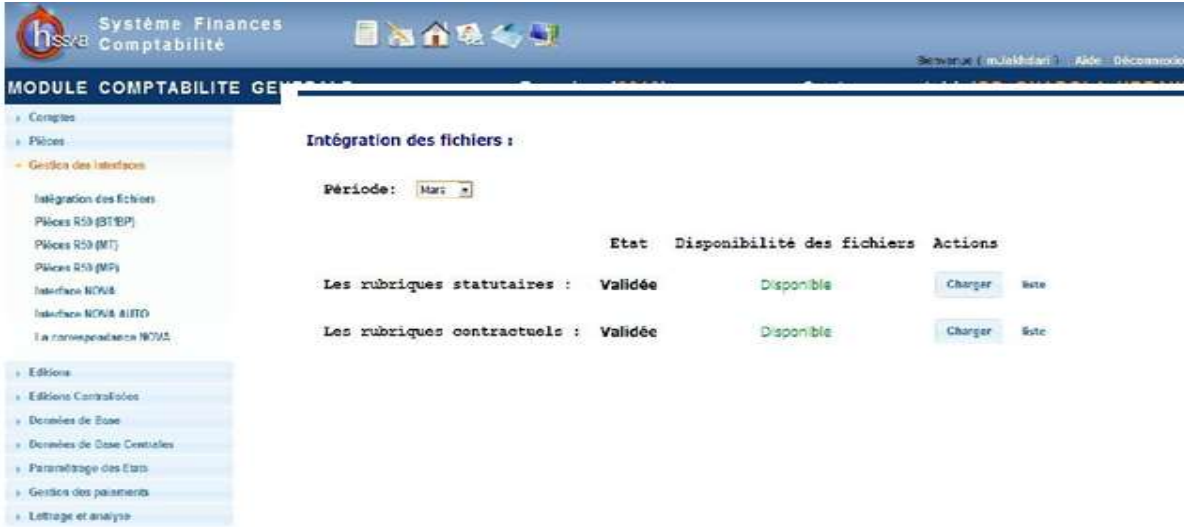 hissab
Système Finances
Comptabilité
Bienvenue ( mJakhdari ) Aide Déconnexio
MODULE COMPTABILITE GE
Comptes
Pièces
Gestion des Interfaces
Intégration des fichiers
Pièces R50 (BT/BP)
Pièces R50 (MT)
Pièces R50 (MP)
Interface NOVA
Interface NOVA AUTO
La correspondance NOVA
Editions
Editions Centralisées
Données de Base
Données de Base Centrales
Paramétrage des Etats
Gestion des paiements
Lettrage et analyse
Intégration des fichiers :
Période: Mars
Etat Disponibilité des fichiers Actions
Les rubriques statutaires : Validée Disponible Charger liste
Les rubriques contractuels : Validée Disponible Charger liste